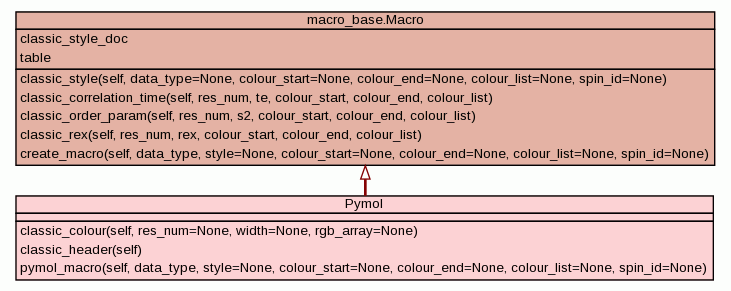 macro_base.Macro
classic_style_doc
table
classic_style(self, data_type=None, colour_start=None, colour_end=None, colour_list=None, spin_id=None)
classic_correlation_time(self, res_num, te, colour_start, colour_end, colour_list)
classic_order_param(self, res_num, s2, colour_start, colour_end, colour_list)
classic_rex(self, res_num, rex, colour_start, colour_end, colour_list)
create_macro(self, data_type, style=None, colour_start=None, colour_end=None, colour_list=None, spin_id=None)
Pymol
classic_colour(self, res_num=None, width=None, rgb_array=None)
classic_header(self)
pymol_macro(self, data_type, style=None, colour_start=None, colour_end=None, colour_list=None, spin_id=None)